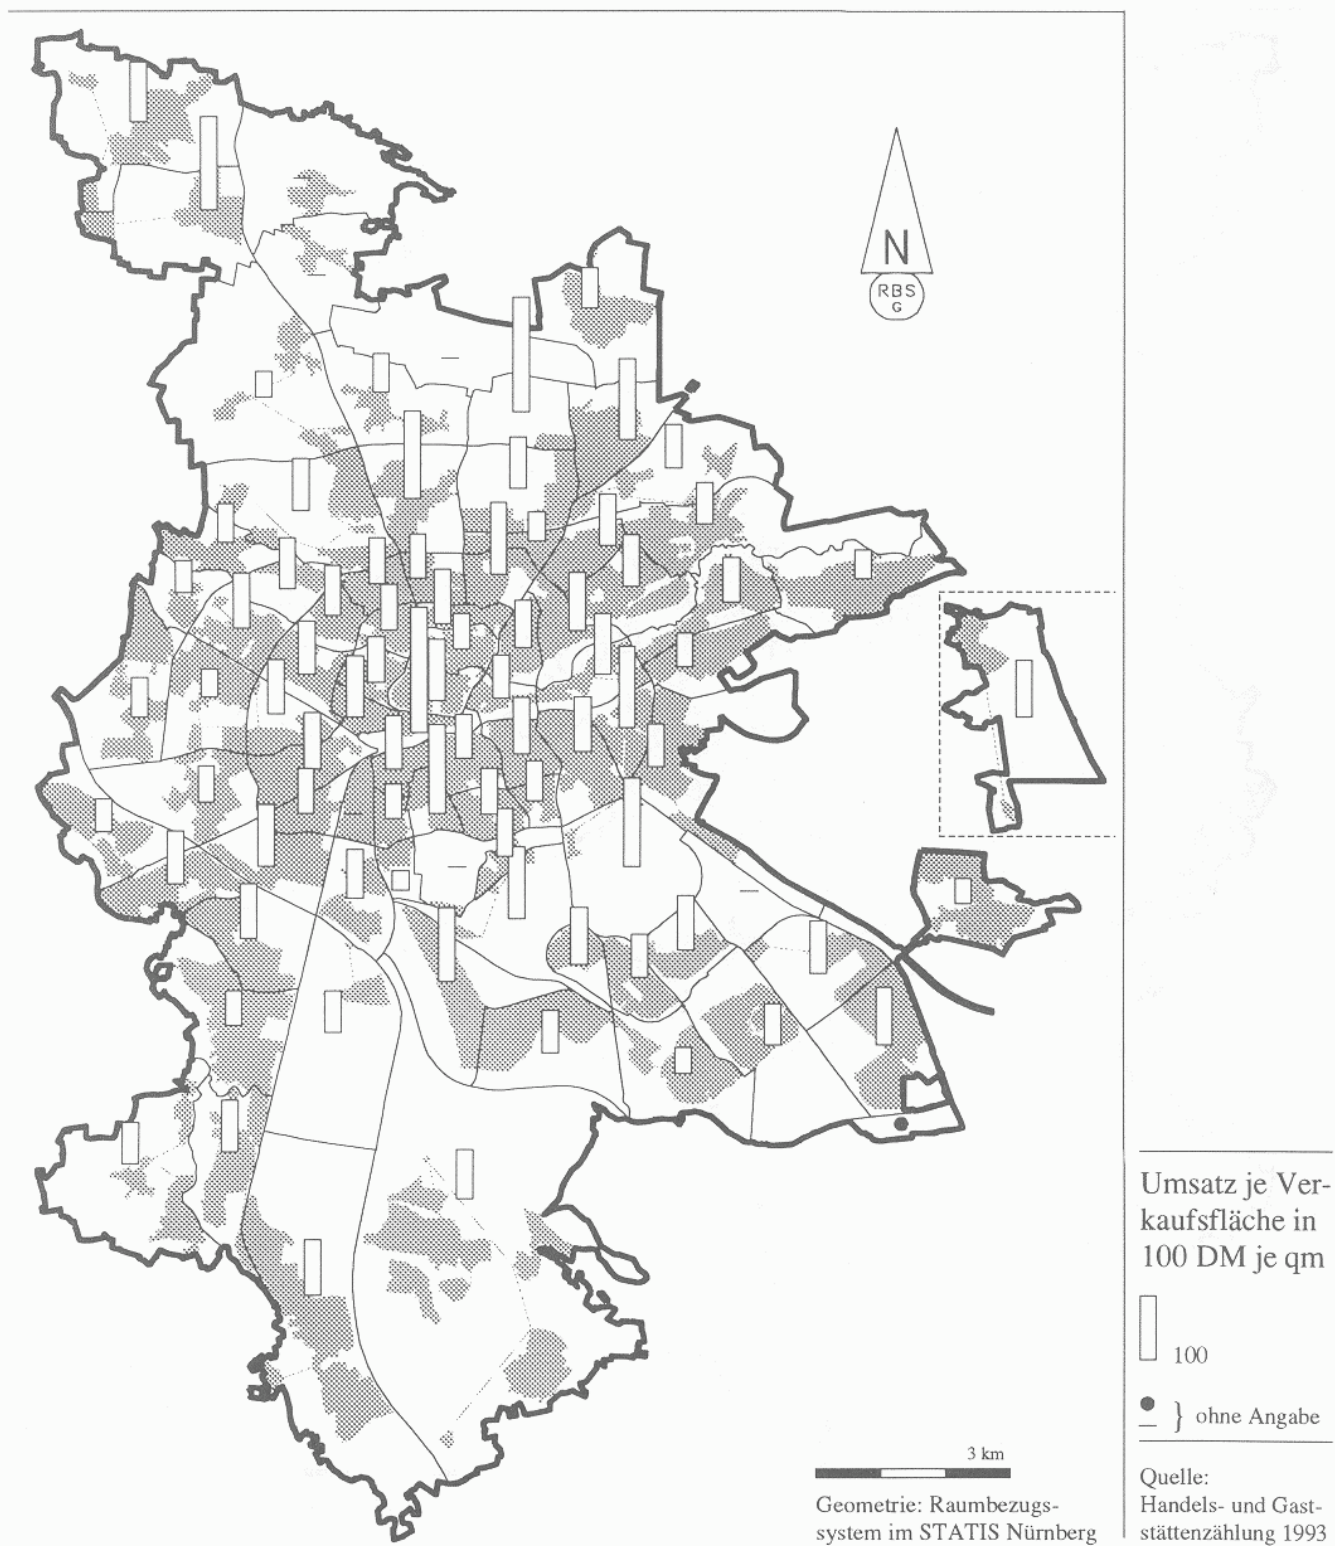 N
RBS
G
Umsatz je Ver-
kaufsfläche in
100 DM je qm
100
} ohne Angabe
3 km
Geometrie: Raumbezugs-
system im STATIS Nürnberg
Quelle:
Handels- und Gast-
stättenzählung 1993